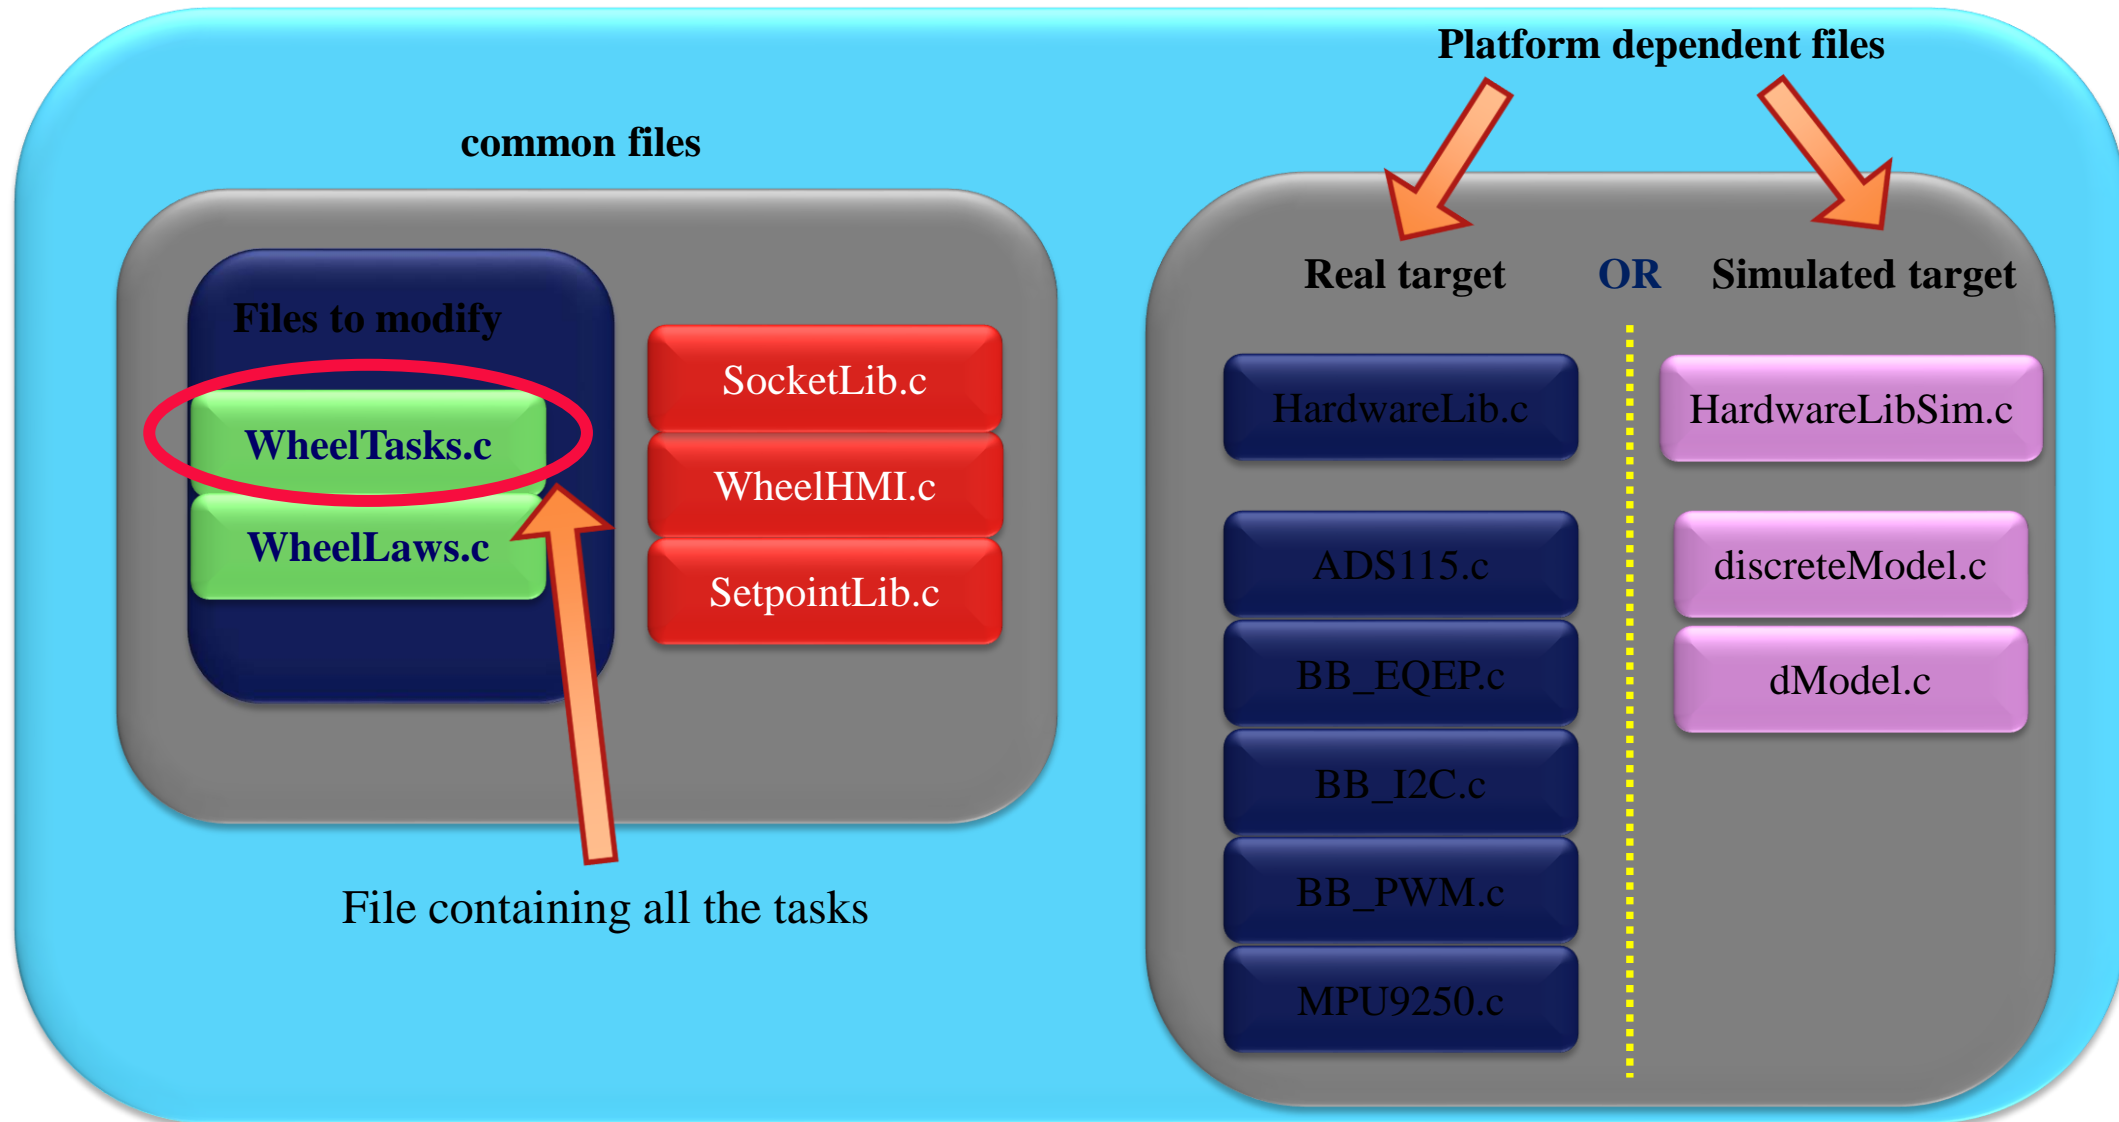 Platform dependent files
common files
Files to modify
WheelTasks.c
WheelLaws.c
SocketLib.c
WheelHMI.c
SetpointLib.c
File containing all the tasks
Real target
OR
Simulated target
HardwareLib.c
ADS115.c
BB_EQEP.c
BB_I2C.c
BB_PWM.c
MPU9250.c
HardwareLibSim.c
discreteModel.c
dModel.c